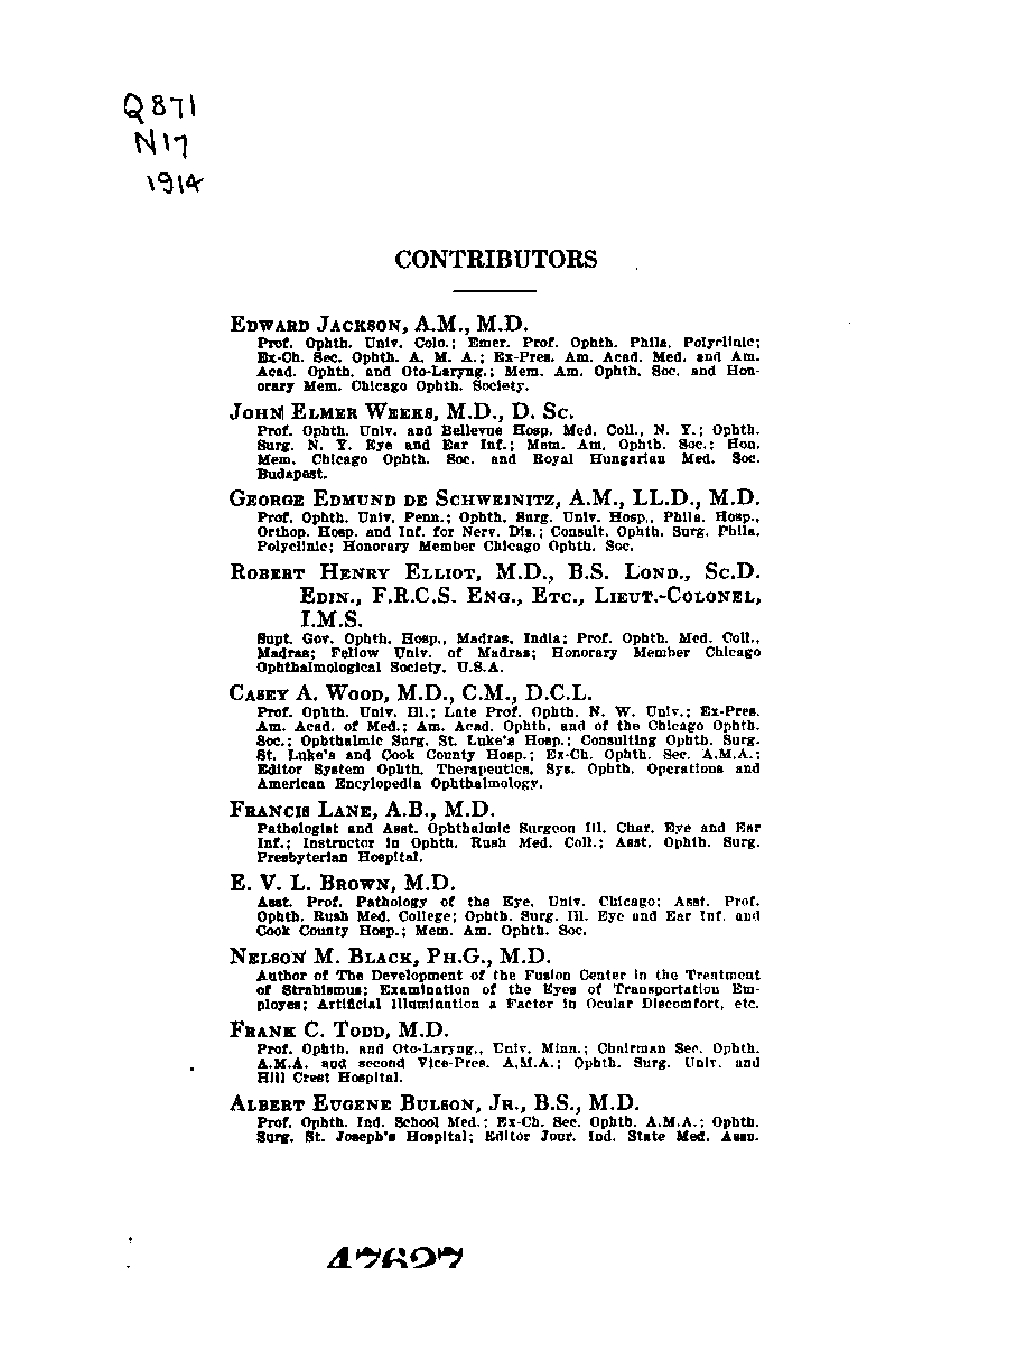 Q871
N17
1914
CONTRIBUTORS
EDWARD JACKSON, A.M., M.D.
Prof. Ophth. Univ. Colo.; Emer. Prof. Ophth. Phila. Polyclinic;
Ex-Ch. Sec. Ophth. A. M. A.; Ex-Pres. Am. Acad. Med. and Am.
Acad. Ophth. and Oto-Laryng.; Mem. Am. Ophth. Soc. and Hon-
orary Mem. Chicago Ophth. Society.
JOHN ELMER WEEKS, M.D., D. SC.
Prof. Ophth. Univ. and Bellevue Hosp. Med. Coll., N. Y.; Ophth.
Surg. N. Y. Eye and Ear Inf.; Mem. Am. Ophth. Soc.; Hon.
Mem. Chicago Ophth. Soc. and Royal Hungarian Med. Soc.
Budapest.
GEORGE EDMUND DE SCHWEINITZ, A.M., LL.D., M.D.
Prof. Ophth. Univ. Penn.; Ophth. Surg. Univ. Hosp., Phila. Hosp.,
Orthop. Hosp. and Inf. for Nerv. Dis.; Consult. Ophth. Surg. Phila.
Polyclinic; Honorary Member Chicago Ophth. Soc.
ROBERT HENRY ELLIOT, M.D., B.S. LOND., SC.D.
EDIN., F.R.C.S. ENG., ETC., LIEUT.-COLONEL,
I.M.S.
Supt. Gov. Ophth. Hosp., Madras, India; Prof. Ophth. Med. Coll.,
Madras; Fellow Univ. of Madras; Honorary Member Chicago
Ophthalmological Society, U.S.A.
CASEY A. WOOD, M.D., C.M., D.C.L.
Prof. Ophth. Univ. Ill.; Late Prof. Ophth. N. W. Univ.; Ex-Pres.
Am. Acad. of Med.; Am. Acad. Ophth. and of the Chicago Ophth.
Soc.; Ophthalmic Surg. St. Luke's Hosp.; Consulting Ophth. Surg.
St. Luke's and Cook County Hosp.; Ex-Ch. Ophth. Sec. A.M.A.;
Editor System Ophth. Therapeutics, Sys. Ophth. Operations and
American Encylopedia Ophthalmology.
FRANCIS LANE, A.B., M.D.
Pathologist and Asst. Ophthalmic Surgeon Ill. Char. Eye and Ear
Inf.; Instructor in Ophth. Rush Med. Coll.; Asst. Ophth. Surg.
Presbyterian Hospital.
E. V. L. BROWN, M.D.
Asst. Prof. Pathology of the Eye, Univ. Chicago; Asst. Prof.
Ophth. Rush Med. College; Ophth. Surg. Ill. Eye and Ear Inf. and
Cook County Hosp.; Mem. Am. Ophth. Soc.
NELSON M. BLACK, PH.G., M.D.
Author of The Development of the Fusion Center in the Treatment
of Strabismus; Examination of the Eyes of Transportation Em-
ployes; Artificial Illumination a Factor in Ocular Discomfort, etc.
FRANK C. TODD, M.D.
Prof. Ophth. and Oto-Laryng., Univ. Minn.; Chairman Sec. Ophth.
A.M.A. and second Vice-Pres. A.M.A.; Ophth. Surg. Univ. and
Hill Crest Hospital.
ALBERT EUGENE BULSON, JR., B.S., M.D.
Prof. Ophth. Ind. School Med.; Ex-Ch. Sec. Ophth. A.M.A.; Ophth.
Surg. St. Joseph's Hospital; Editor Jour. Ind. State Med. Assn.